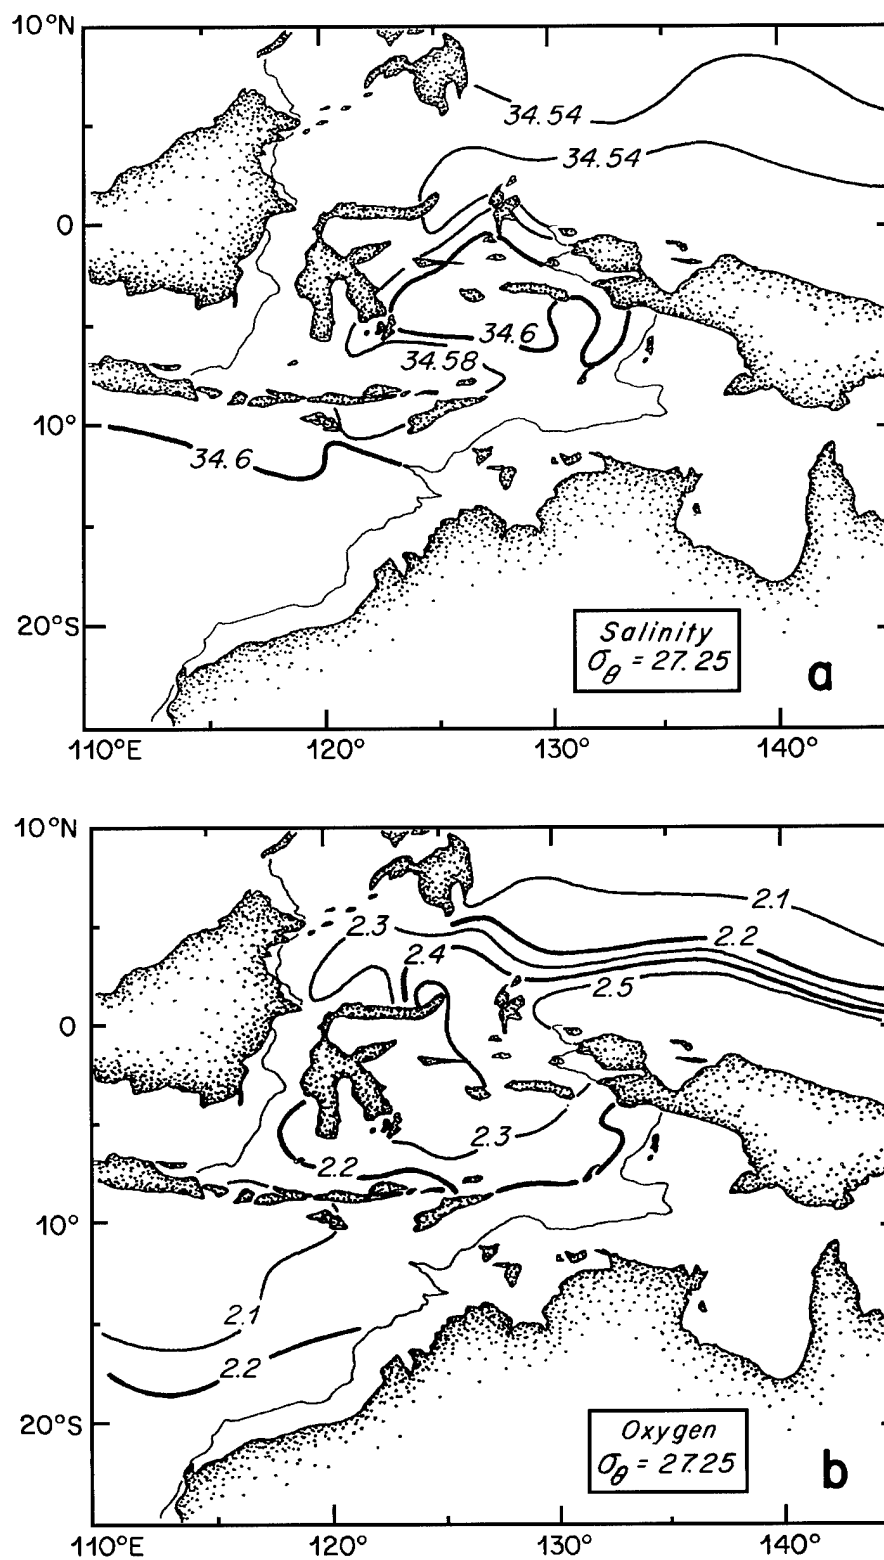 10°N
34.54
34.54
0
34.6
34.58
10°
34.6
20°S
Salinity
σθ = 27.25
a
110°E 120° 130° 140°
10°N
2.1
2.3
2.2
2.4
2.5
0
2.3
2.2
10°
2.1
2.2
20°S
Oxygen
σθ = 27.25
b
110°E 120° 130° 140°